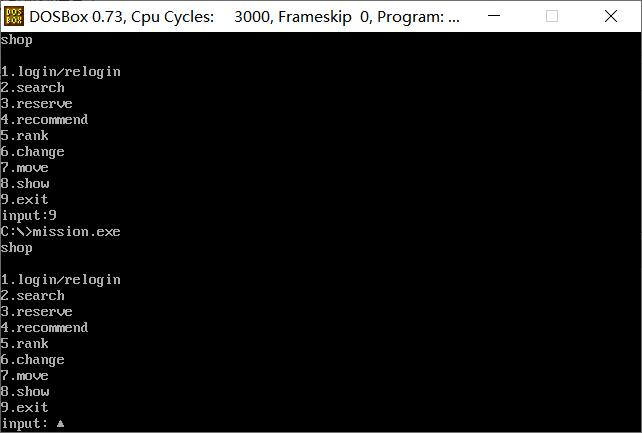 DOS BOX DOSBox 0.73, Cpu Cycles: 3000, Frameskip 0, Program: ...
shop
1.login/relogin
2.search
3.reserve
4.recommend
5.rank
6.change
7.move
8.show
9.exit
input:9
C:\>mission.exe
shop
1.login/relogin
2.search
3.reserve
4.recommend
5.rank
6.change
7.move
8.show
9.exit
input: ▲